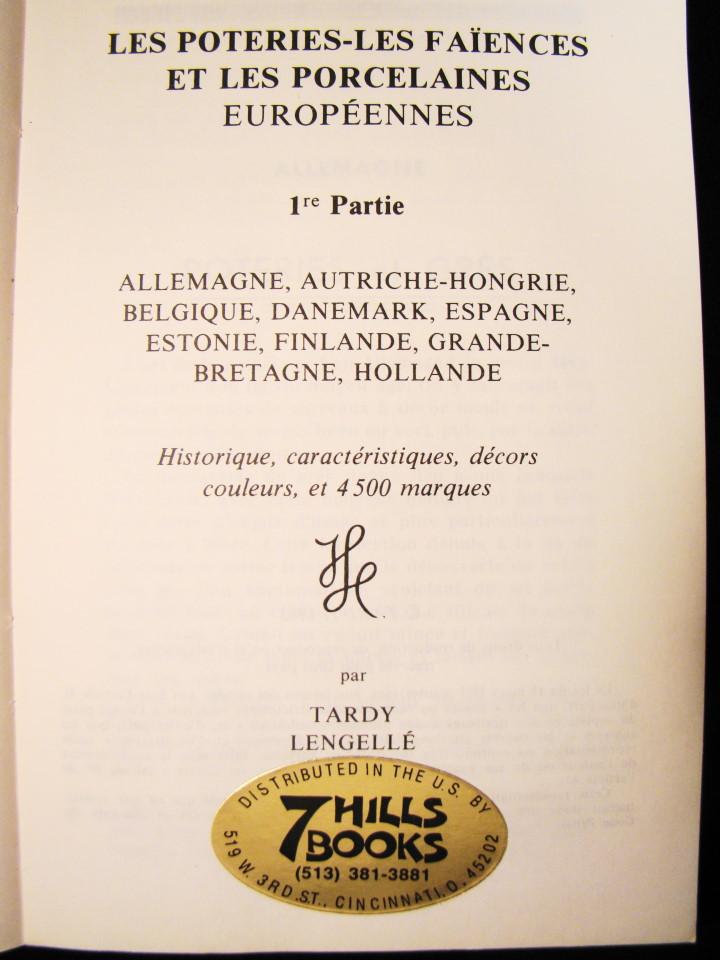 LES POTERIES-LES FAÏENCES
ET LES PORCELAINES
EUROPÉENNES
1re Partie
ALLEMAGNE, AUTRICHE-HONGRIE,
BELGIQUE, DANEMARK, ESPAGNE,
ESTONIE, FINLANDE, GRANDE-
BRETAGNE, HOLLANDE
Historique, caractéristiques, décors
couleurs, et 4500 marques
par
TARDY
LENGELLÉ
DISTRIBUTED IN THE U.S. BY
7 HILLS
BOOKS
(513) 381-3881
519 W. 3RD.ST., CINCINNATI,O. 45202